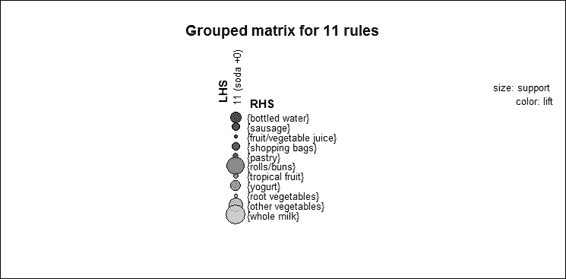 Grouped matrix for 11 rules
LHS
11 (soda +0)
RHS
size: support
color: lift
{bottled water}
{sausage}
{fruit/vegetable juice}
{shopping bags}
{pastry}
{rolls/buns}
{tropical fruit}
{yogurt}
{root vegetables}
{other vegetables}
{whole milk}